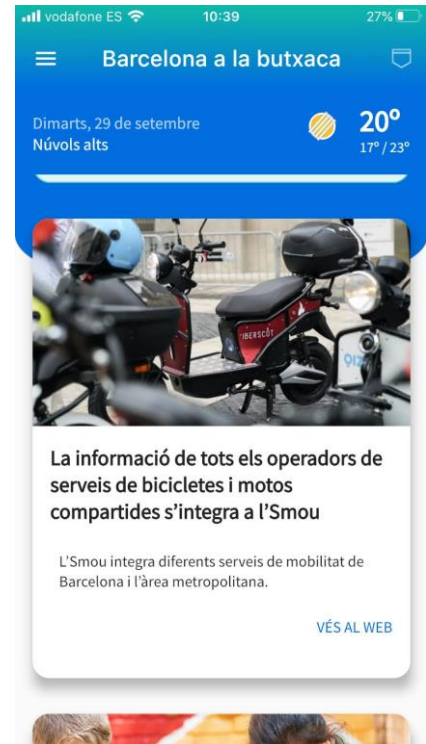 vodafone ES 10:39 27%
Barcelona a la butxaca
Dimarts, 29 de setembre
Núvols alts
20º
17º / 23º
IBERSCOT
La informació de tots els operadors de
serveis de bicicletes i motos
compartides s'integra a l'Smou
L'Smou integra diferents serveis de mobilitat de
Barcelona i l'àrea metropolitana.
VÉS AL WEB